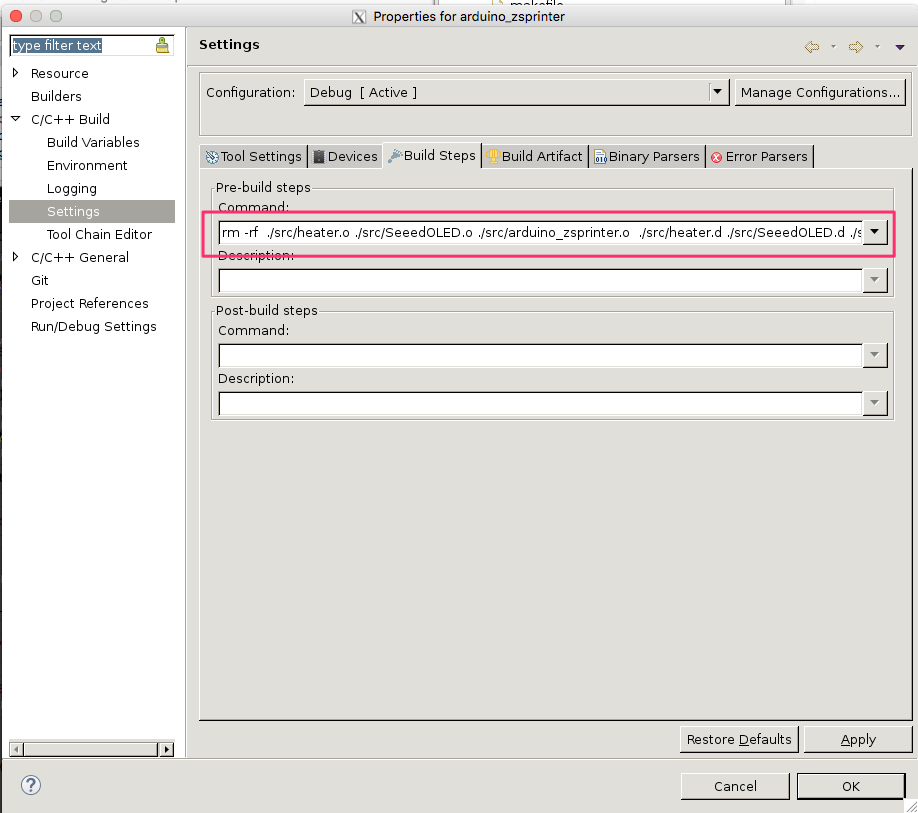 makefile
Properties for arduino_zsprinter
type filter text
Settings
Resource
Builders
C/C++ Build
Build Variables
Environment
Logging
Settings
Tool Chain Editor
C/C++ General
Git
Project References
Run/Debug Settings
Configuration:
Debug [ Active ]
Manage Configurations...
Tool Settings
Devices
Build Steps
Build Artifact
Binary Parsers
Error Parsers
Pre-build steps
Command:
rm -rf ./src/heater.o ./src/SeeedOLED.o ./src/arduino_zsprinter.o ./src/heater.d ./src/SeeedOLED.d ./s
Description:
Post-build steps
Command:
Description:
Restore Defaults
Apply
Cancel
OK